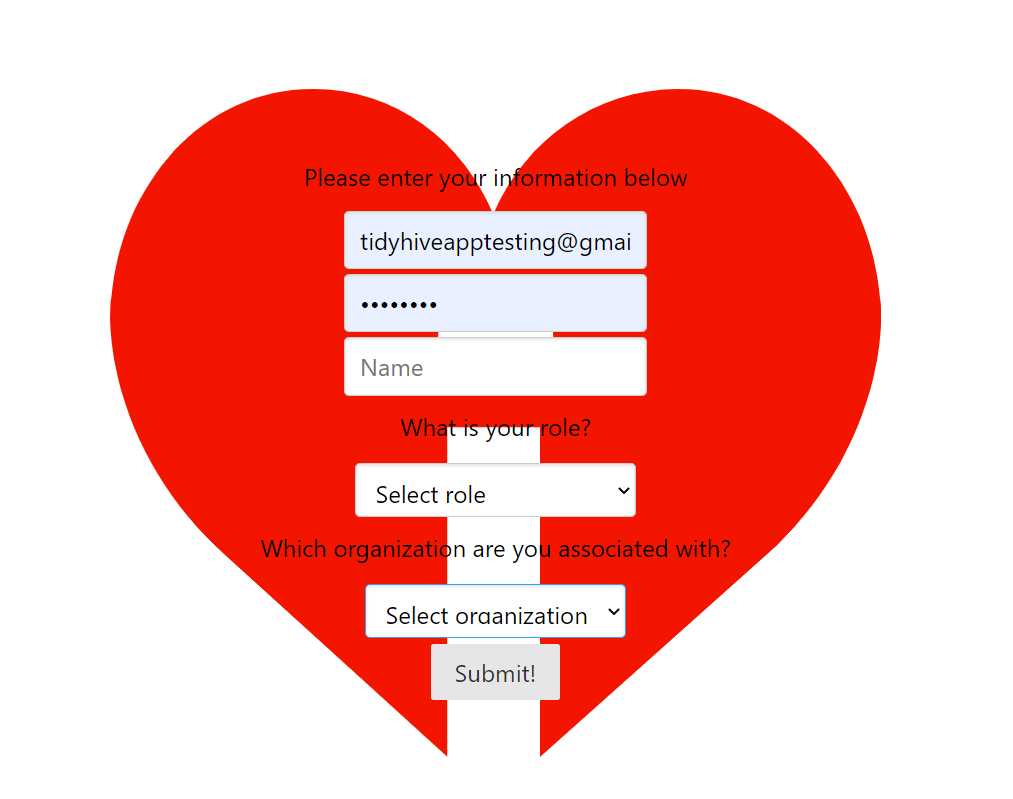 Please enter your information below
tidyhiveapptesting@gmai
••••••••
Name
What is your role?
Select role
Which organization are you associated with?
Select organization
Submit!